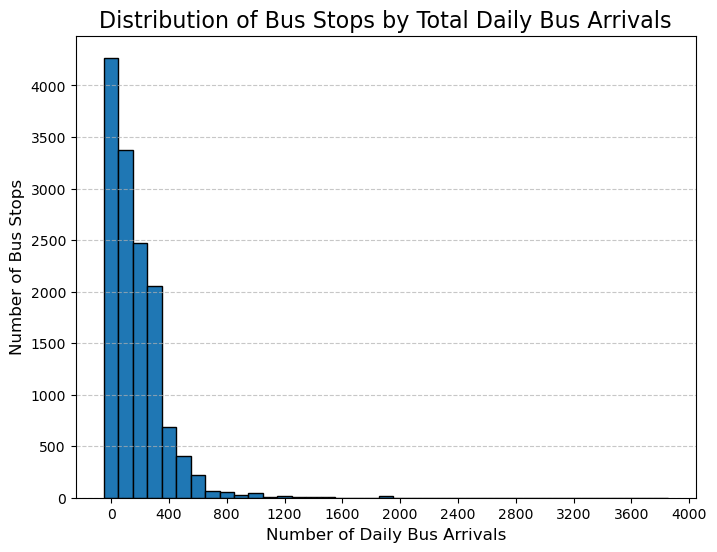 Distribution of Bus Stops by Total Daily Bus Arrivals
Number of Bus Stops
4000
3500
3000
2500
2000
1500
1000
500
0
0 400 800 1200 1600 2000 2400 2800 3200 3600 4000
Number of Daily Bus Arrivals